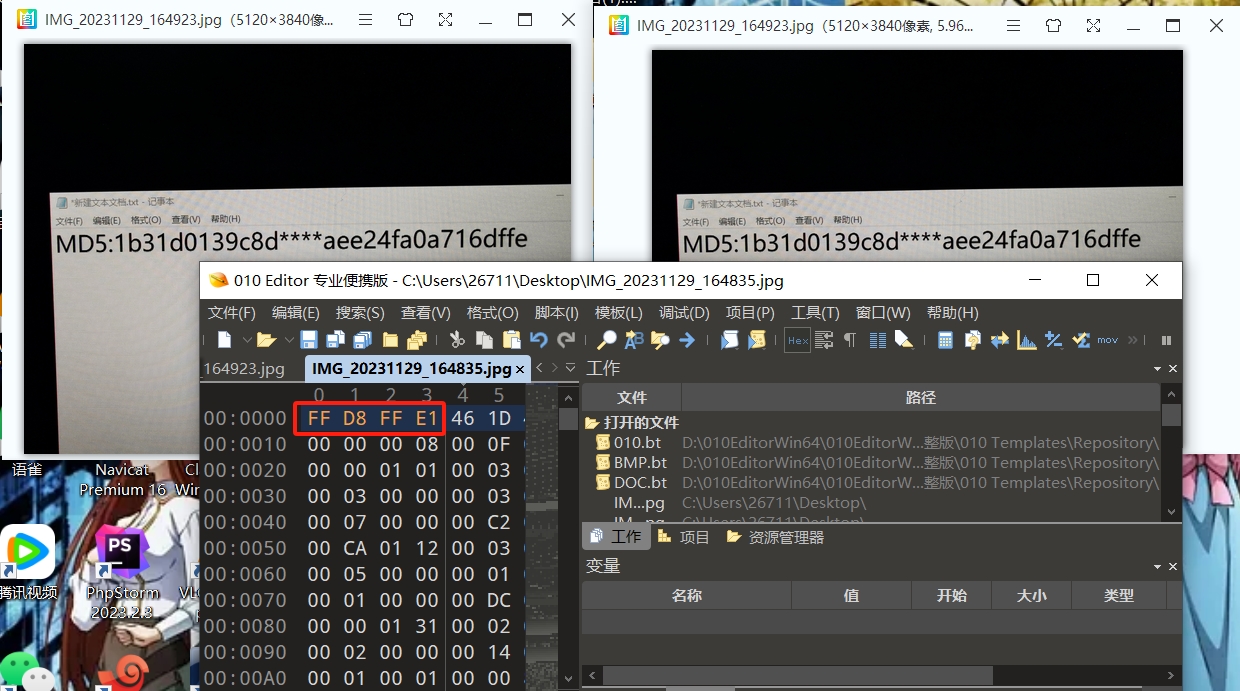 IMG_20231129_164923.jpg（5120×3840像...
IMG_20231129_164923.jpg（5120×3840像素, 5.96...
*新建文本文档.txt - 记事本
文件(F) 编辑(E) 格式(O) 查看(V) 帮助(H)
MD5:1b31d0139c8d****aee24fa0a716dffe
*新建文本文档.txt - 记事本
文件(F) 编辑(E) 格式(O) 查看(V) 帮助(H)
MD5:1b31d0139c8d****aee24fa0a716dffe
010 Editor 专业便携版 - C:\Users\26711\Desktop\IMG_20231129_164835.jpg
文件(F) 编辑(E) 搜索(S) 查看(V) 格式(O) 脚本(I) 模板(L) 调试(D) 项目(P) 工具(T) 窗口(W) 帮助(H)
Hex
mov
_164923.jpg
IMG_20231129_164835.jpg
0 1 2 3 4 5
00:0000 FF D8 FF E1 46 1D
00:0010 00 00 00 08 00 0F
00:0020 00 00 01 01 00 03
00:0030 00 03 00 00 00 03
00:0040 00 07 00 00 00 C2
00:0050 00 CA 01 12 00 03
00:0060 00 05 00 00 00 01
00:0070 00 01 00 00 00 DC
00:0080 00 00 01 31 00 02
00:0090 00 02 00 00 00 14
00:00A0 00 01 00 01 00 00
工作
文件 路径
打开的文件
010.bt D:\010EditorWin64\010EditorW...整版\010 Templates\Repository\
BMP.bt D:\010EditorWin64\010EditorW...整版\010 Templates\Repository\
DOC.bt D:\010EditorWin64\010EditorW...整版\010 Templates\Repository\
IM...pg C:\Users\26711\Desktop\
工作 项目 资源管理器
变量
名称 值 开始 大小 类型
语雀
Navicat
Premium 16
PS
腾讯视频
PhpStorm
2023.2.3